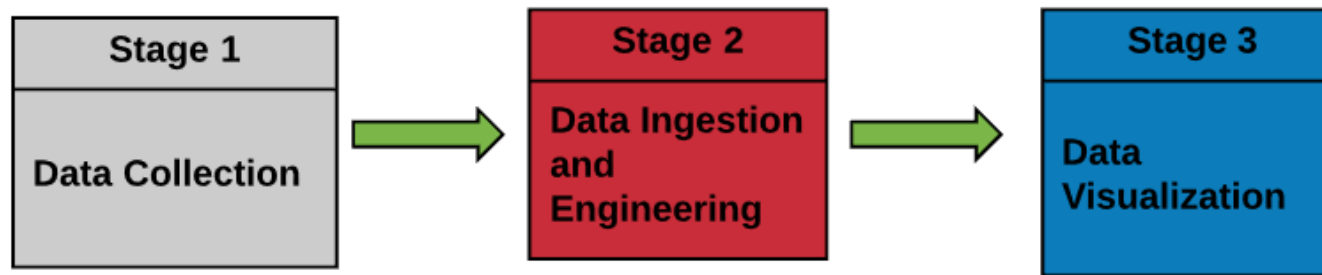 Stage 1
Data Collection
Stage 2
Data Ingestion
and
Engineering
Stage 3
Data
Visualization